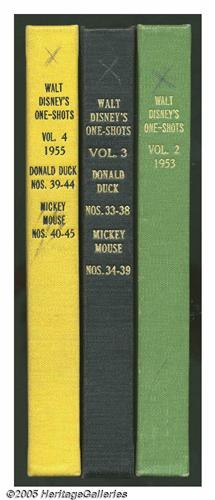 WALT
DISNEY'S
ONE-SHOTS
VOL. 4
1955
DONALD DUCK
NOS. 39-44
MICKEY
MOUSE
NOS. 40-45
WALT
DISNEY'S
ONE-SHOTS
VOL. 3
DONALD
DUCK
NOS. 33-38
MICKEY
MOUSE
NOS. 34-39
WALT
DISNEY'S
ONE-SHOTS
VOL. 2
1953
©2005 HeritageGalleries